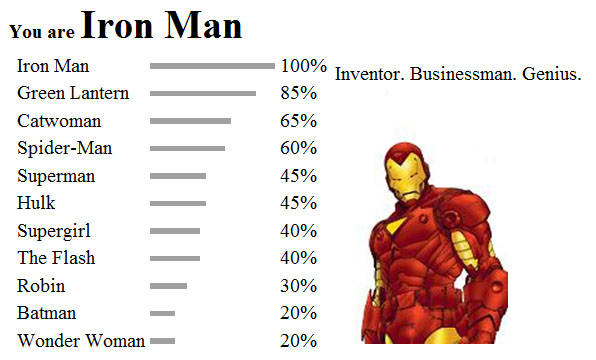 You are Iron Man
Iron Man 100%
Inventor. Businessman. Genius.
Green Lantern 85%
Catwoman 65%
Spider-Man 60%
Superman 45%
Hulk 45%
Supergirl 40%
The Flash 40%
Robin 30%
Batman 20%
Wonder Woman 20%